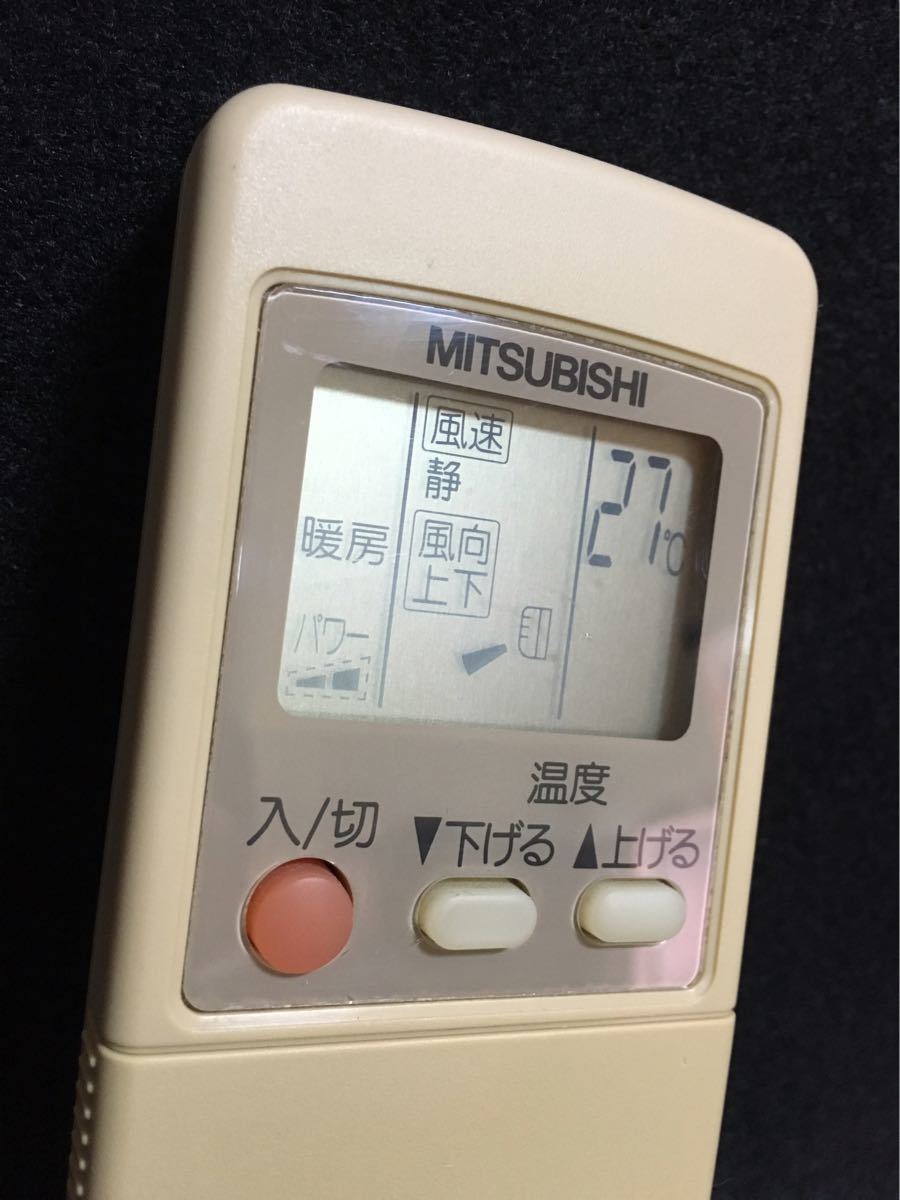 MITSUBISHI
風速
静
暖房
風向
上下
パワー
27℃
温度
入/切
▼下げる
▲上げる